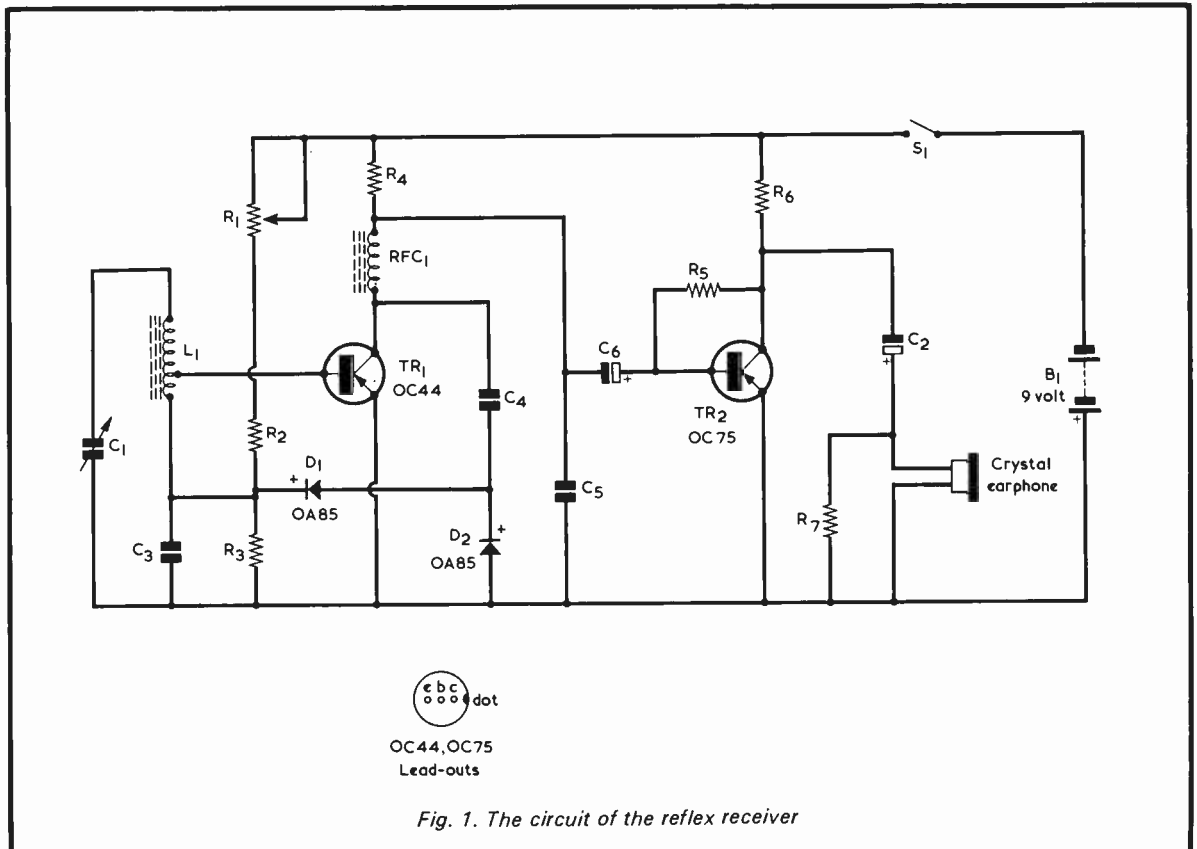 S1
R4
R6
R1
RFC1
R5
L1
C6
+
C2
+
TR1
OC44
C4
TR2
OC75
B1
9 volt
+
C1
R2
D1
+
OA85
Crystal
earphone
C5
R7
D2
+
OA85
C3
R3
e b c
dot
OC44, OC75
Lead-outs
Fig. 1. The circuit of the reflex receiver